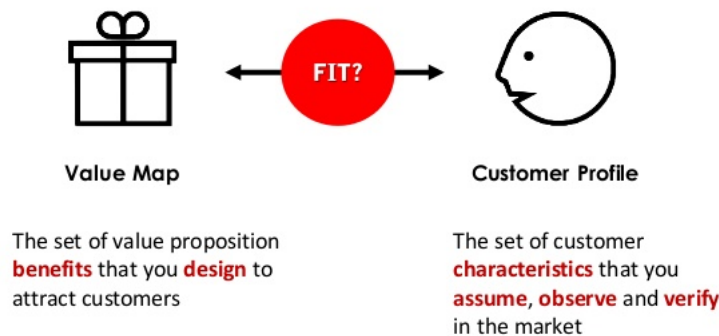 FIT?
Value Map
Customer Profile
The set of value proposition
benefits that you design to
attract customers
The set of customer
characteristics that you
assume, observe and verify
in the market